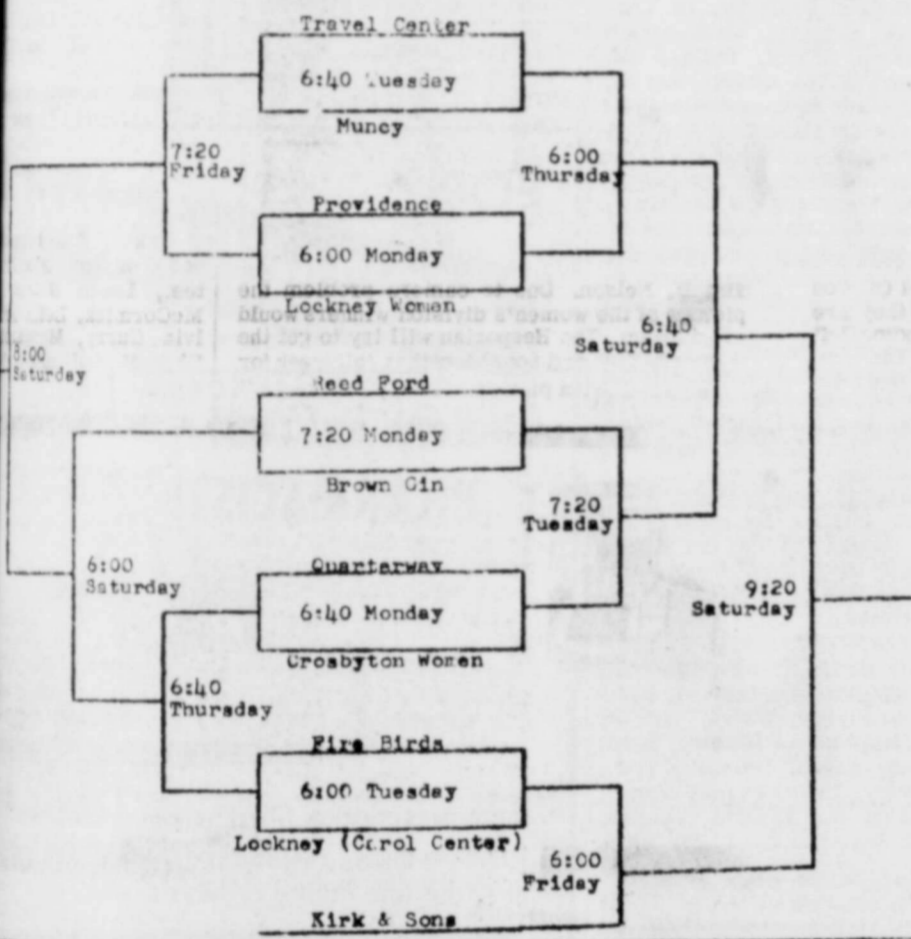 Travel Center
6:40 Tuesday
Muncy
7:20
Friday
6:00
Thursday
Providence
6:00 Monday
Lockney Women
6:40
Saturday
8:00
Saturday
Reed Ford
7:20 Monday
Brown Gin
7:20
Tuesday
Quarterway
6:00
Saturday
6:40 Monday
9:20
Saturday
Crosbyton Women
6:40
Thursday
Fire Birds
6:00 Tuesday
Lockney (Carol Center)
6:00
Friday
Kirk & Sons